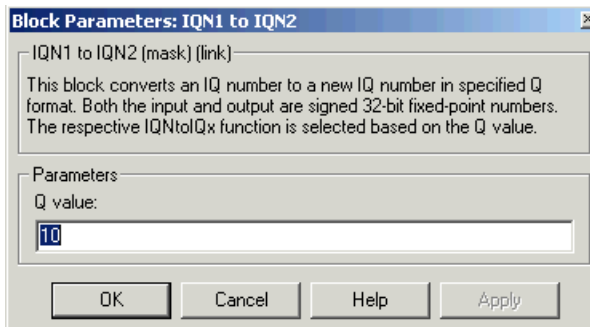 Block Parameters: IQN1 to IQN2
IQN1 to IQN2 (mask) (link)
This block converts an IQ number to a new IQ number in specified Q
format. Both the input and output are signed 32-bit fixed-point numbers.
The respective IQNtoIQx function is selected based on the Q value.
Parameters
Q value:
10
OK Cancel Help Apply